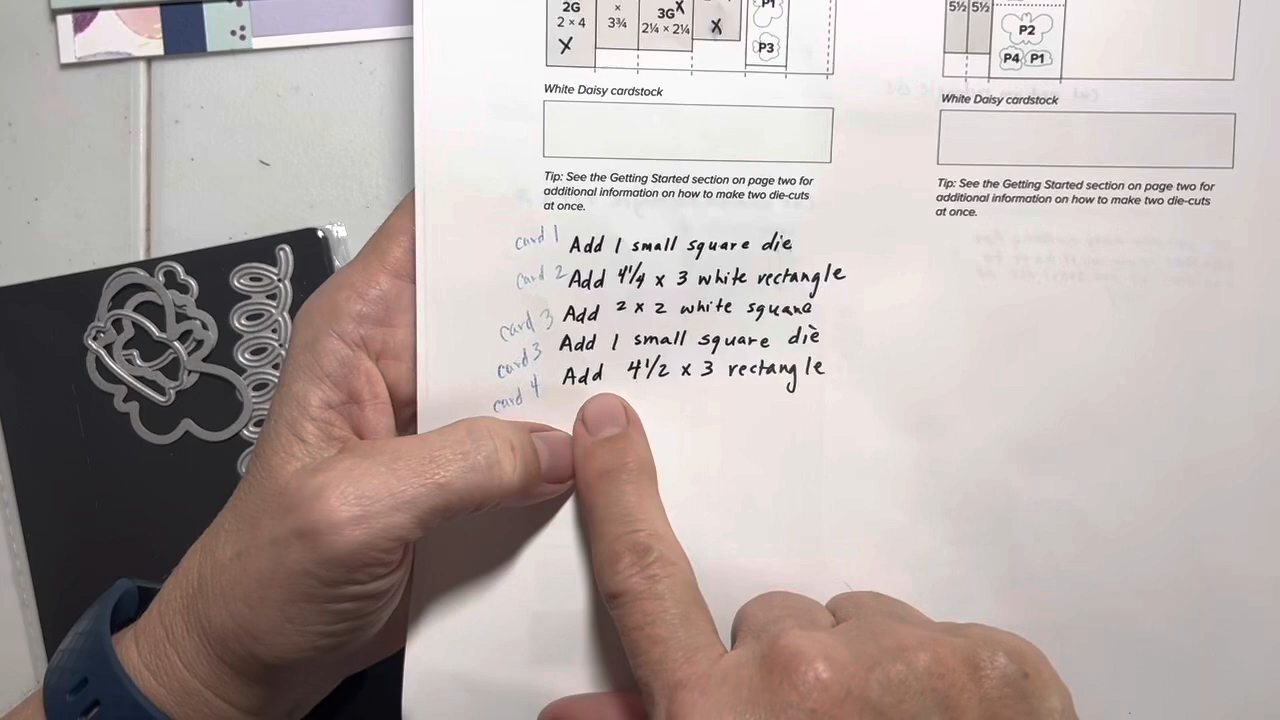 2G
2 × 4
X
×
3¾
3G X
2¼ × 2¼
X
P1
P3
5½ 5½
P2
P4 P1
White Daisy cardstock
White Daisy cardstock
Tip: See the Getting Started section on page two for
additional information on how to make two die-cuts
at once.
Tip: See the Getting Started section on page two for
additional information on how to make two die-cuts
at once.
card 1 Add 1 small square die
card 2 Add 4 1/4 x 3 white rectangle
card 3 Add 2 x 2 white square
card 3 Add 1 small square die
card 4 Add 4 1/2 x 3 rectangle